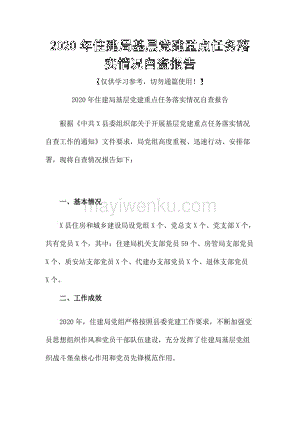 2020年住建局基层党建重点任务落
实情况自查报告
【仅供学习参考，切勿通篇使用！】
2020年住建局基层党建重点任务落实情况自查报告
根据《中共X县委组织部关于开展基层党建重点任务落实情况
自查工作的通知》文件要求，局党组高度重视、迅速行动、安排部
署，现将自查情况报告如下：
一、基本情况
X县住房和城乡建设局设党组X个、党总支X个、党支部X个，
mayiwenku.com
共有党员X个，其中：住建局机关支部党员59个、房管局支部党员
X个、质安站支部党员X个、代建办支部党员X个、退休支部党员
X个。
二、工作成效
2020年，住建局党组严格按照县委党建工作要求，不断加强党
员思想组织作风和党员干部队伍建设，充分发挥了住建局基层党组
织战斗堡垒核心作用和党员先锋模范作用。